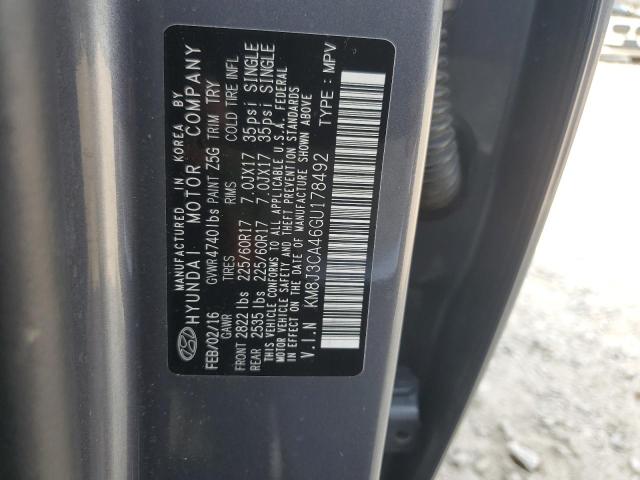 MANUFACTURED IN KOREA BY
HYUNDAI MOTOR COMPANY
FEB/02/16 GVWR 4740 lbs PAINT Z5G TRIM TRY
GAWR TIRES RIMS COLD TIRE INFL
FRONT 2822 lbs 225/60R17 7.0JX17 35psi SINGLE
REAR 2535 lbs 225/60R17 7.0JX17 35psi SINGLE
THIS VEHICLE CONFORMS TO ALL APPLICABLE U.S.A. FEDERAL
MOTOR VEHICLE SAFETY AND THEFT PREVENTION STANDARDS
IN EFFECT ON THE DATE OF MANUFACTURE SHOWN ABOVE
V.I.N KM8J3CA46GU178492 TYPE : MPV